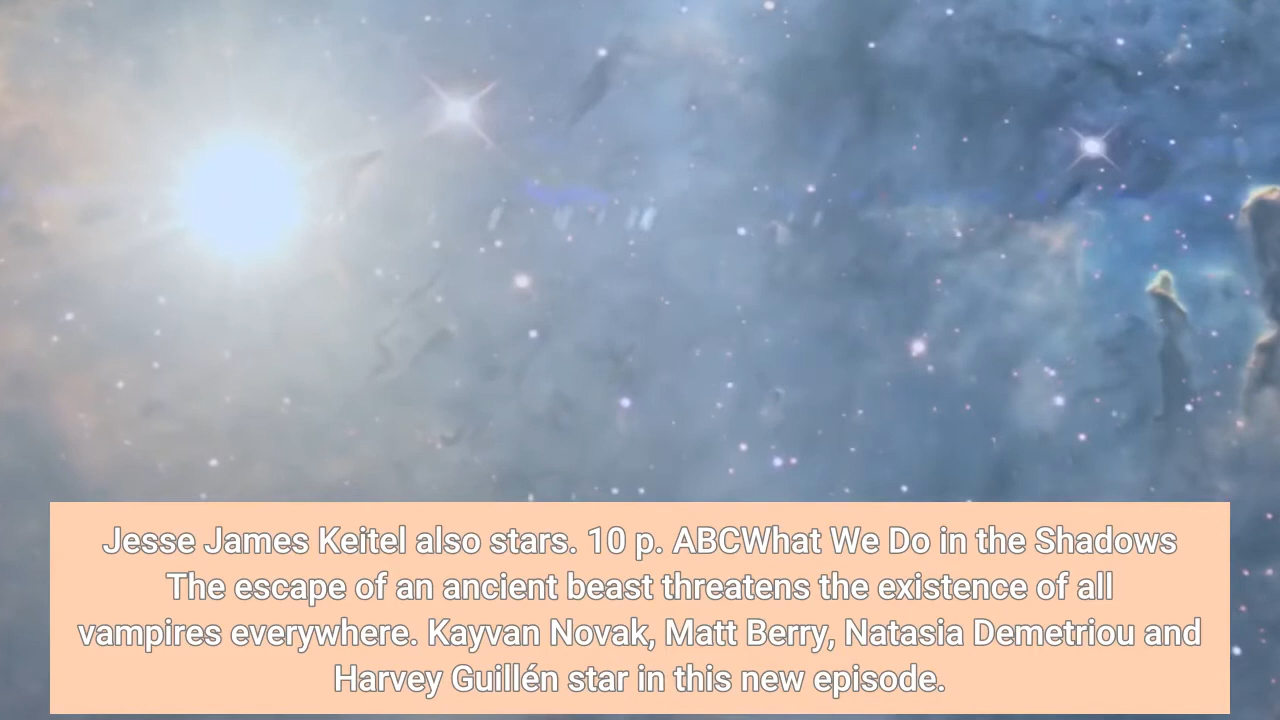 Jesse James Keitel also stars. 10 p. ABCWhat We Do in the Shadows
The escape of an ancient beast threatens the existence of all
vampires everywhere. Kayvan Novak, Matt Berry, Natasia Demetriou and
Harvey Guillén star in this new episode.